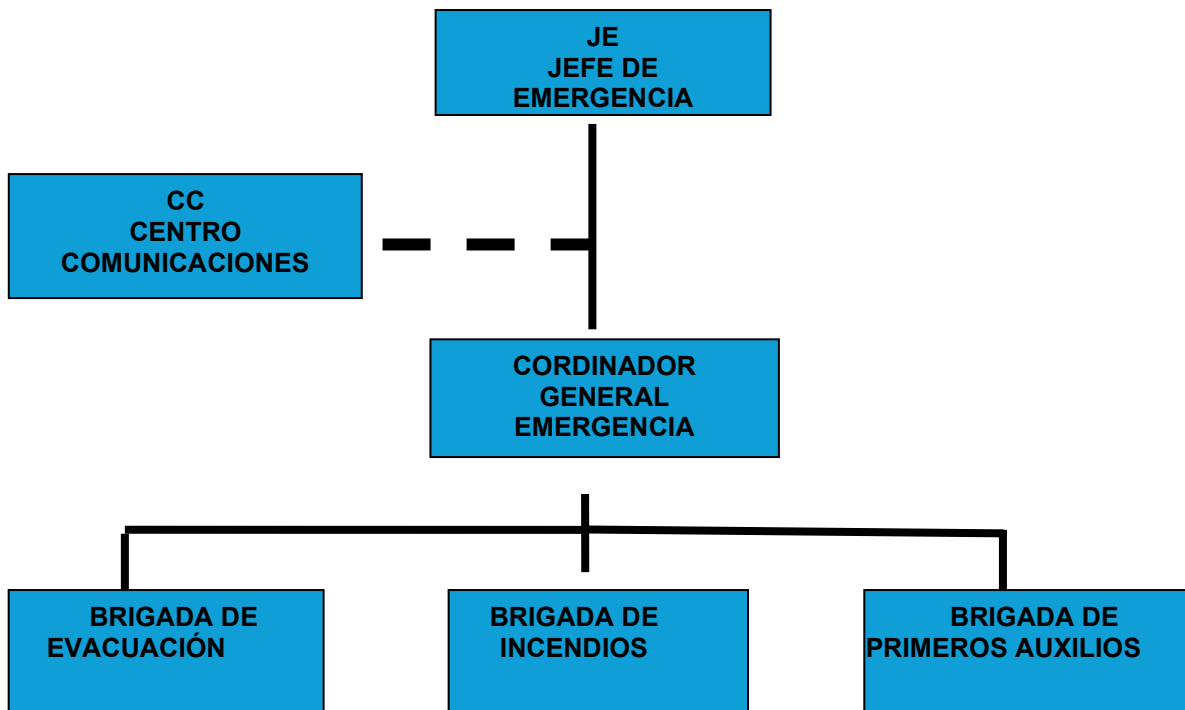 JE
JEFE DE
EMERGENCIA
CC
CENTRO
COMUNICACIONES
CORDINADOR
GENERAL
EMERGENCIA
BRIGADA DE
EVACUACIÓN
BRIGADA DE
INCENDIOS
BRIGADA DE
PRIMEROS AUXILIOS